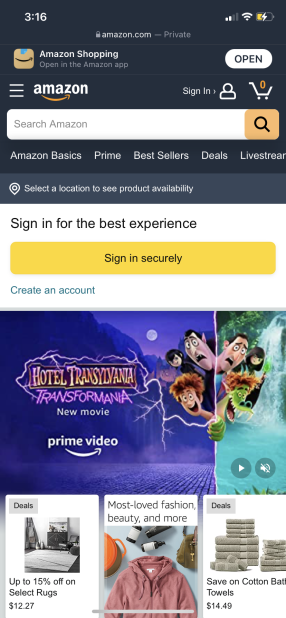 3:16
amazon.com — Private
Amazon Shopping
Open in the Amazon app
OPEN
amazon
Sign In ›
0
Search Amazon
Amazon Basics Prime Best Sellers Deals Livestream
Select a location to see product availability
Sign in for the best experience
Sign in securely
Create an account
HOTEL TRANSYLVANIA
TRANSFORMANIA
New movie
prime video
Deals
Up to 15% off on
Select Rugs
$12.27
Most-loved fashion,
beauty, and more
Deals
Save on Cotton Bath
Towels
$14.49